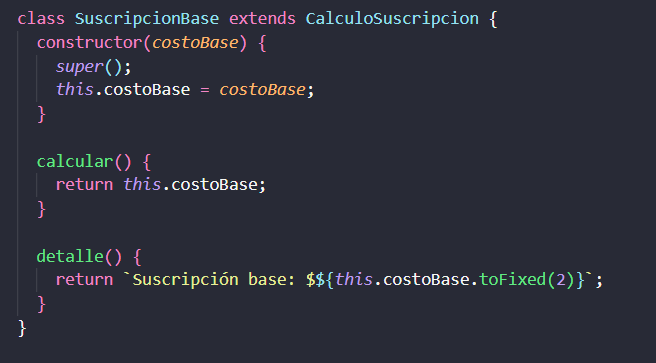 class SuscripcionBase extends CalculoSuscripcion {
  constructor(costoBase) {
    super();
    this.costoBase = costoBase;
  }

  calcular() {
    return this.costoBase;
  }

  detalle() {
    return `Suscripción base: $${this.costoBase.toFixed(2)}`;
  }
}